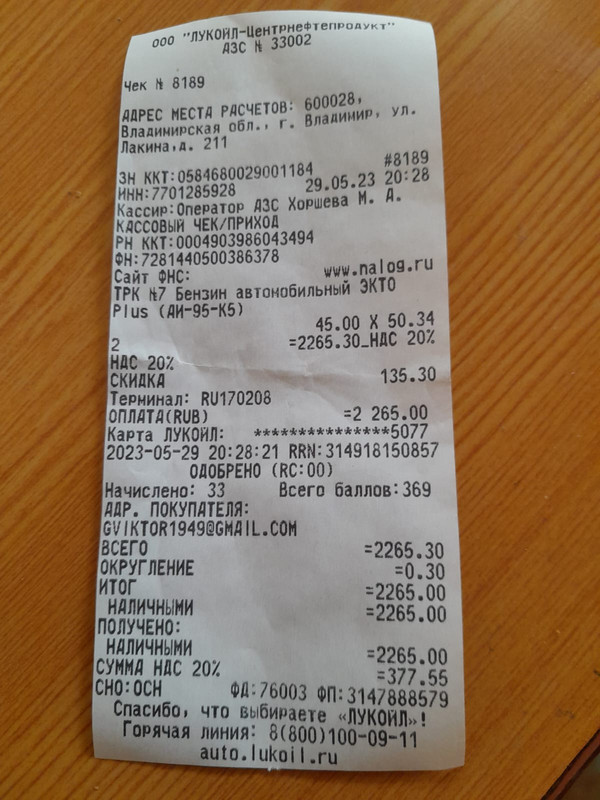 ООО "ЛУКОЙЛ-Центрнефтепродукт"
АЗС № 33002
Чек № 8189
АДРЕС МЕСТА РАСЧЕТОВ: 600028,
Владимирская обл., г. Владимир, ул.
Лакина,д. 211
ЗН ККТ:0584680029001184 #8189
ИНН:7701285928 29.05.23 20:28
Кассир:Оператор АЗС Хоршева М. А.
КАССОВЫЙ ЧЕК/ПРИХОД
РН ККТ:0004903986043494
ФН:7281440500386378
Сайт ФНС: www.nalog.ru
ТРК №7 Бензин автомобильный ЭКТО
Plus (АИ-95-К5)
45.00 X 50.34
2 =2265.30_НДС 20%
НДС 20%
СКИДКА 135.30
Терминал: RU170208
ОПЛАТА(RUB) =2 265.00
Карта ЛУКОЙЛ: ***************5077
2023-05-29 20:28:21 RRN:314918150857
ОДОБРЕНО (RC:00)
Начислено: 33 Всего баллов:369
АДР. ПОКУПАТЕЛЯ:
GVIKTOR1949@GMAIL.COM
ВСЕГО =2265.30
ОКРУГЛЕНИЕ =0.30
ИТОГ =2265.00
НАЛИЧНЫМИ =2265.00
ПОЛУЧЕНО:
НАЛИЧНЫМИ =2265.00
СУММА НДС 20% =377.55
СНО:ОСН ФД:76003 ФП:3147888579
Спасибо, что выбираете «ЛУКОЙЛ»!
Горячая линия: 8(800)100-09-11
auto.lukoil.ru